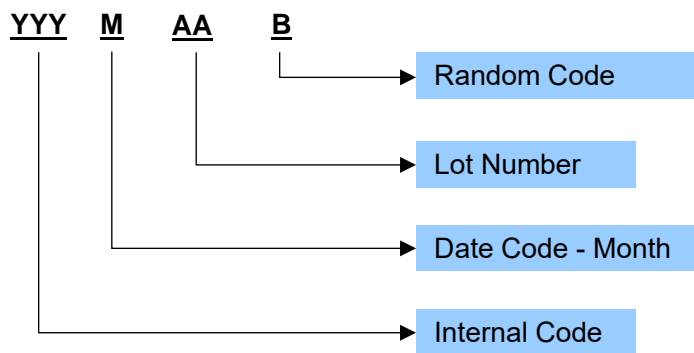 YYY M AA B
Random Code
Lot Number
Date Code - Month
Internal Code